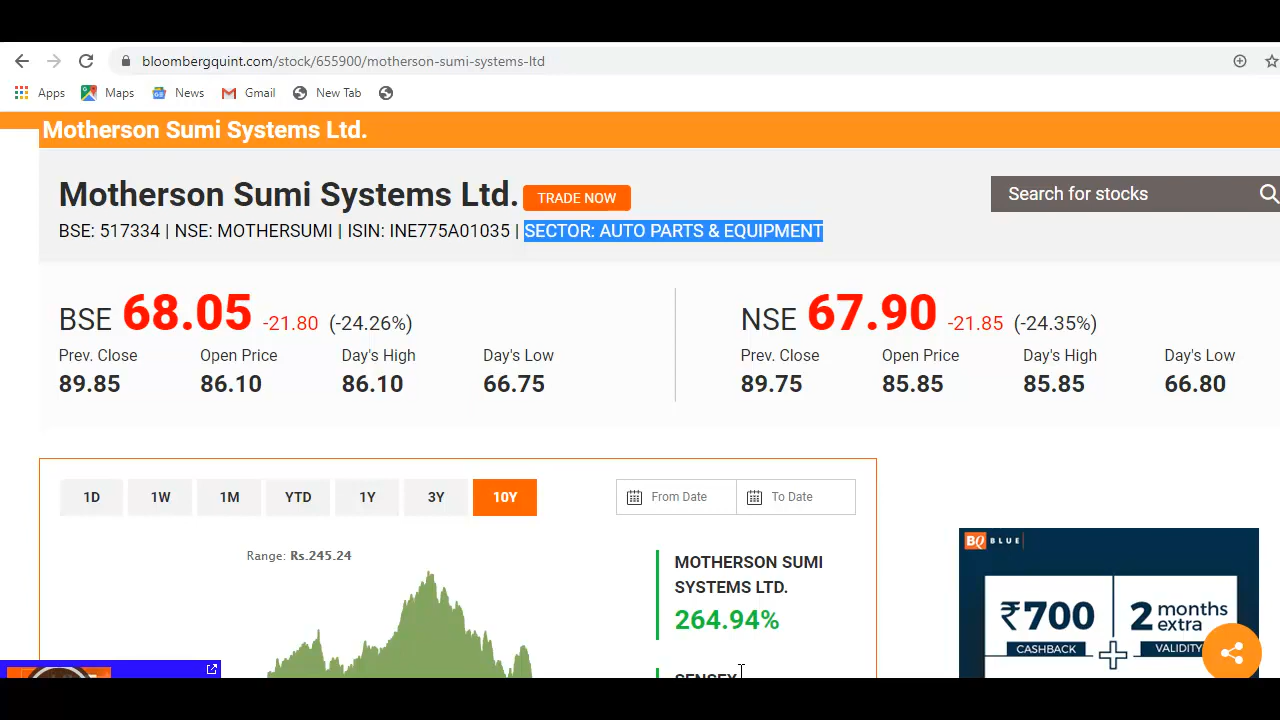 bloombergquint.com/stock/655900/motherson-sumi-systems-ltd
Apps Maps News Gmail New Tab
Motherson Sumi Systems Ltd.
Motherson Sumi Systems Ltd. TRADE NOW
Search for stocks
BSE: 517334 | NSE: MOTHERSUMI | ISIN: INE775A01035 | SECTOR: AUTO PARTS & EQUIPMENT
BSE 68.05 -21.80 (-24.26%)
Prev. Close Open Price Day's High Day's Low
89.85 86.10 86.10 66.75
NSE 67.90 -21.85 (-24.35%)
Prev. Close Open Price Day's High Day's Low
89.75 85.85 85.85 66.80
1D 1W 1M YTD 1Y 3Y 10Y
From Date To Date
Range: Rs.245.24
MOTHERSON SUMI
SYSTEMS LTD.
264.94%
SENSEX
BQ BLUE
₹700 2 months
extra
CASHBACK + VALIDITY